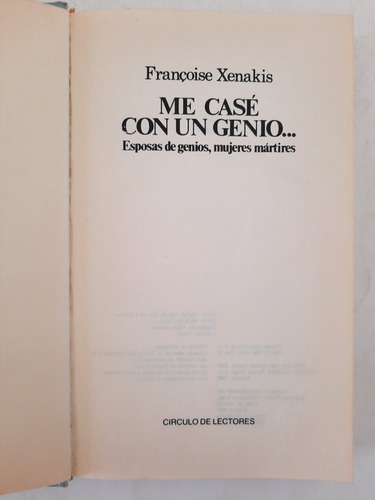 Françoise Xenakis
ME CASÉ
CON UN GENIO...
Esposas de genios, mujeres mártires
CIRCULO DE LECTORES